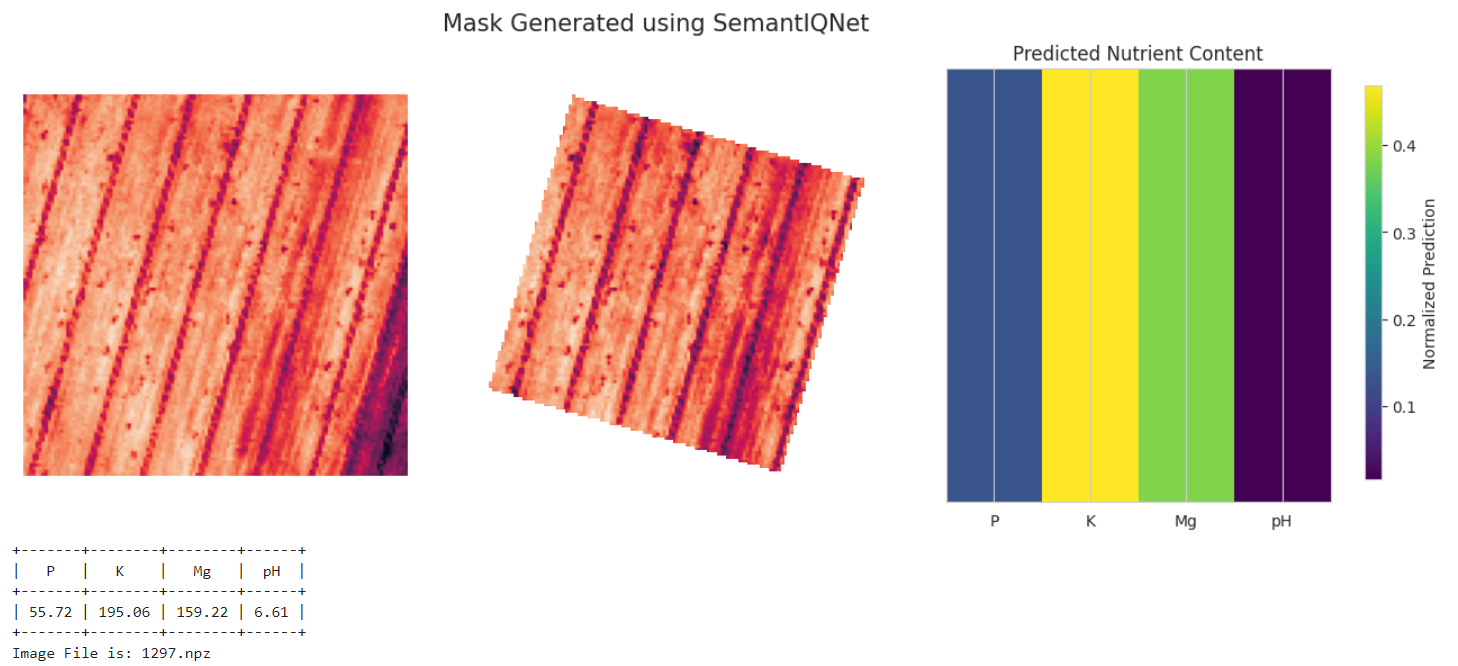 Mask Generated using SemantIQNet
Predicted Nutrient Content
0.4
0.3
0.2
0.1
Normalized Prediction
P K Mg pH
+-------+--------+--------+------+
|   P   |   K    |   Mg   |  pH  |
+-------+--------+--------+------+
| 55.72 | 195.06 | 159.22 | 6.61 |
+-------+--------+--------+------+
Image File is: 1297.npz